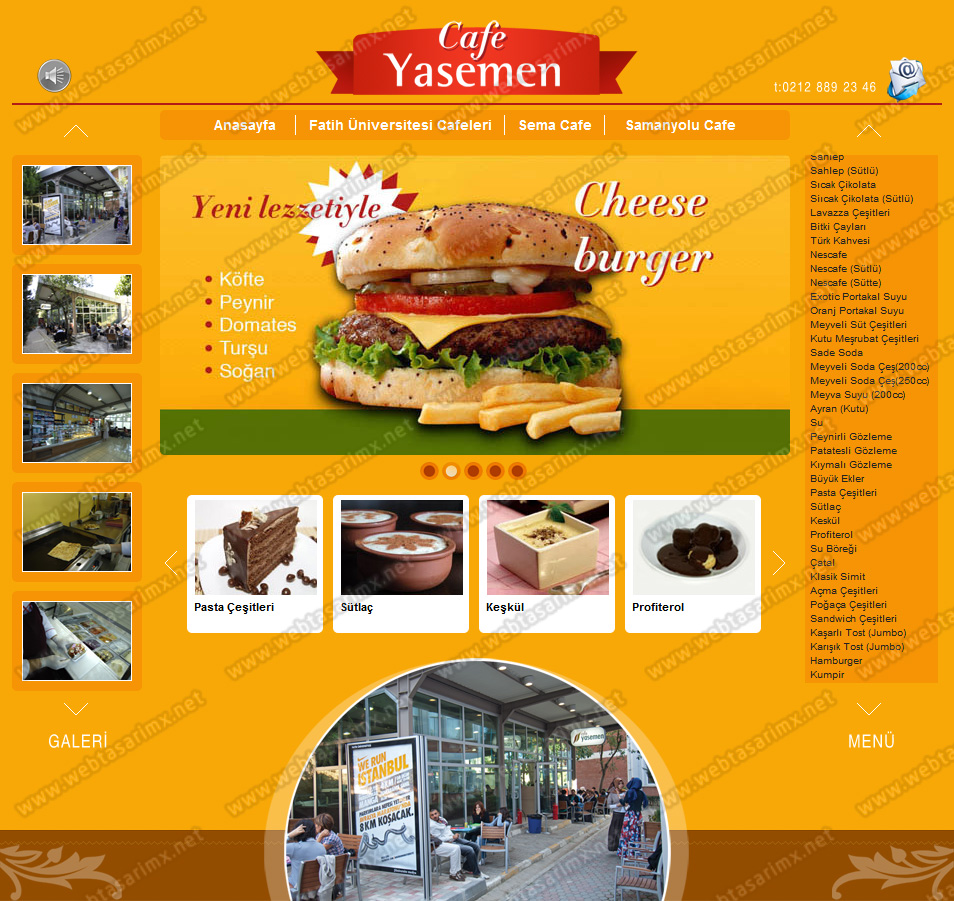 Cafe
Yasemen
t:0212 889 23 46
Anasayfa
Fatih Üniversitesi Cafeleri
Sema Cafe
Samanyolu Cafe
Yeni lezzetiyle
Cheese
burger
Köfte
Peynir
Domates
Turşu
Soğan
Pasta Çeşitleri
Sütlaç
Keşkül
Profiterol
GALERİ
Sahlep
Sahlep (Sütlü)
Sıcak Çikolata
Sıcak Çikolata (Sütlü)
Lavazza Çeşitleri
Bitki Çayları
Türk Kahvesi
Nescafe
Nescafe (Sütlü)
Nescafe (Sütte)
Exotic Portakal Suyu
Oranj Portakal Suyu
Meyveli Süt Çeşitleri
Kutu Meşrubat Çeşitleri
Sade Soda
Meyveli Soda Çeş(200cc)
Meyveli Soda Çeş(250cc)
Meyva Suyu (200cc)
Ayran (Kutu)
Su
Peynirli Gözleme
Patatesli Gözleme
Kıymalı Gözleme
Büyük Ekler
Pasta Çeşitleri
Sütlaç
Keskül
Profiterol
Su Böreği
Çatal
Klasik Simit
Açma Çeşitleri
Poğaça Çeşitleri
Sandwich Çeşitleri
Kaşarlı Tost (Jumbo)
Karışık Tost (Jumbo)
Hamburger
Kumpir
MENÜ
yasemen
WE RUN
ISTANBUL
8 KM KOŞACAK.
www.webtasarimx.net